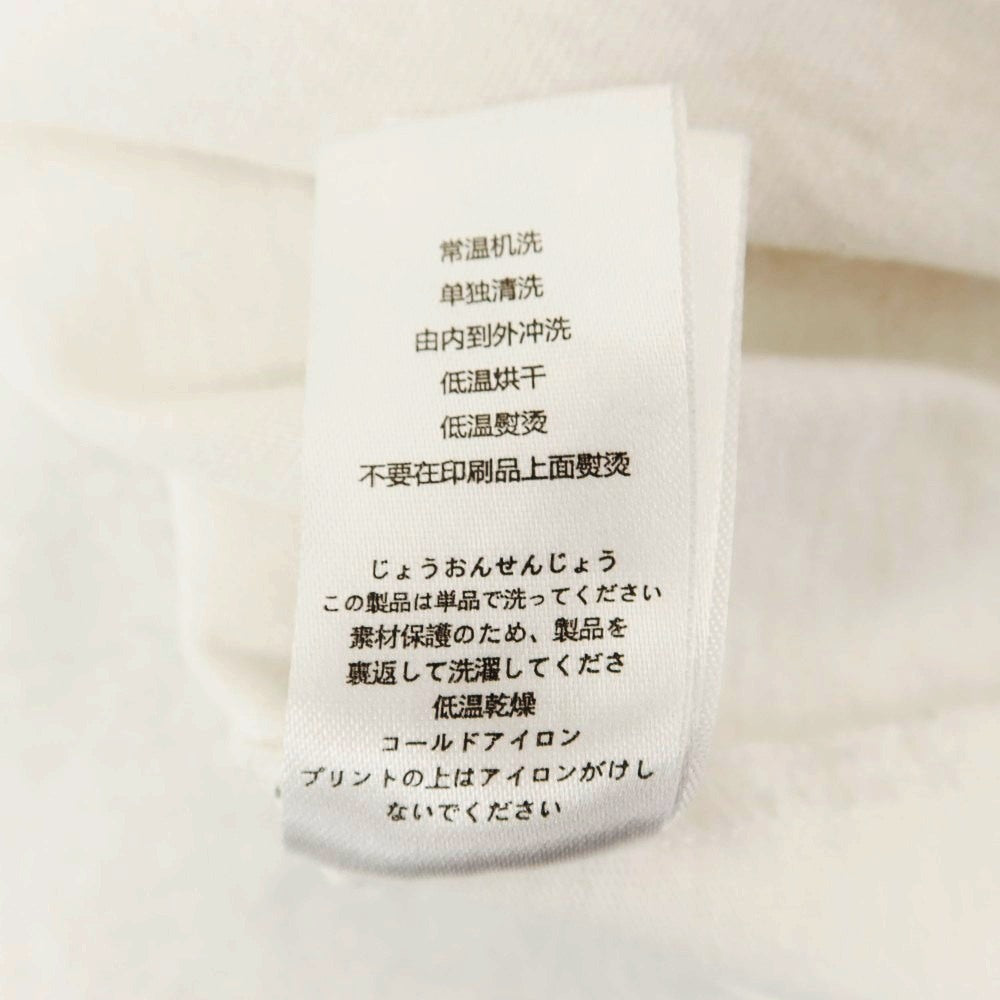 常温机洗
单独清洗
由内到外冲洗
低温烘干
低温熨烫
不要在印刷品上面熨烫
じょうおんせんじょう
この製品は単品で洗ってください
素材保護のため、製品を
裏返して洗濯してくださ
低温乾燥
コールドアイロン
プリントの上はアイロンがけし
ないでください